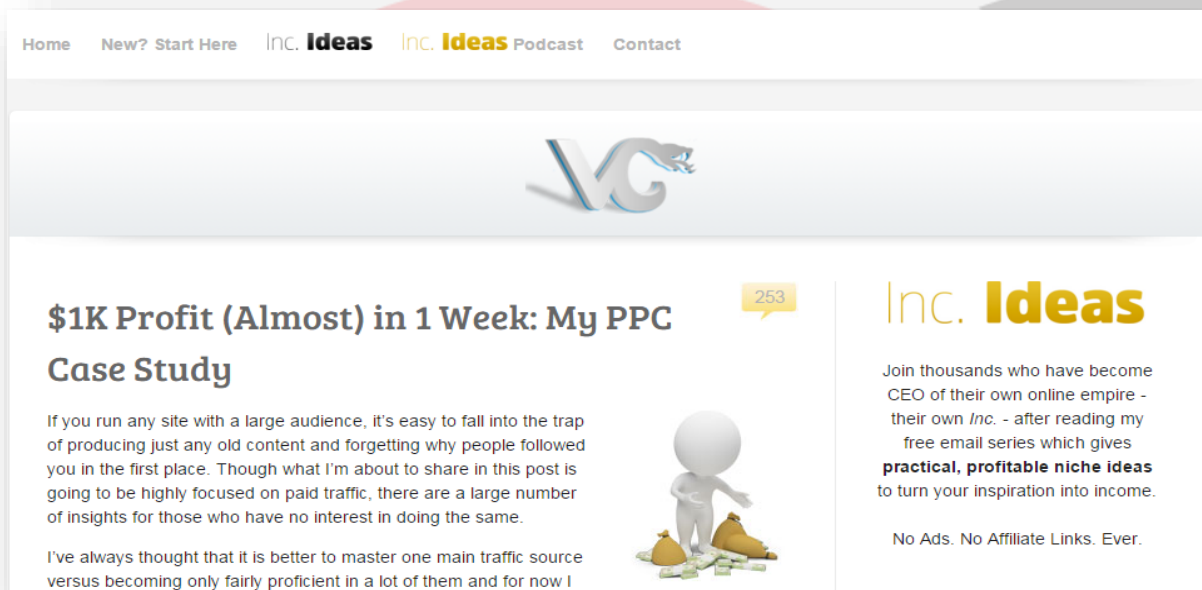 Home New? Start Here Inc. Ideas Inc. Ideas Podcast Contact
VC
$1K Profit (Almost) in 1 Week: My PPC
Case Study
253
If you run any site with a large audience, it's easy to fall into the trap
of producing just any old content and forgetting why people followed
you in the first place. Though what I'm about to share in this post is
going to be highly focused on paid traffic, there are a large number
of insights for those who have no interest in doing the same.
I've always thought that it is better to master one main traffic source
versus becoming only fairly proficient in a lot of them and for now I
Inc. Ideas
Join thousands who have become
CEO of their own online empire -
their own Inc. - after reading my
free email series which gives
practical, profitable niche ideas
to turn your inspiration into income.
No Ads. No Affiliate Links. Ever.